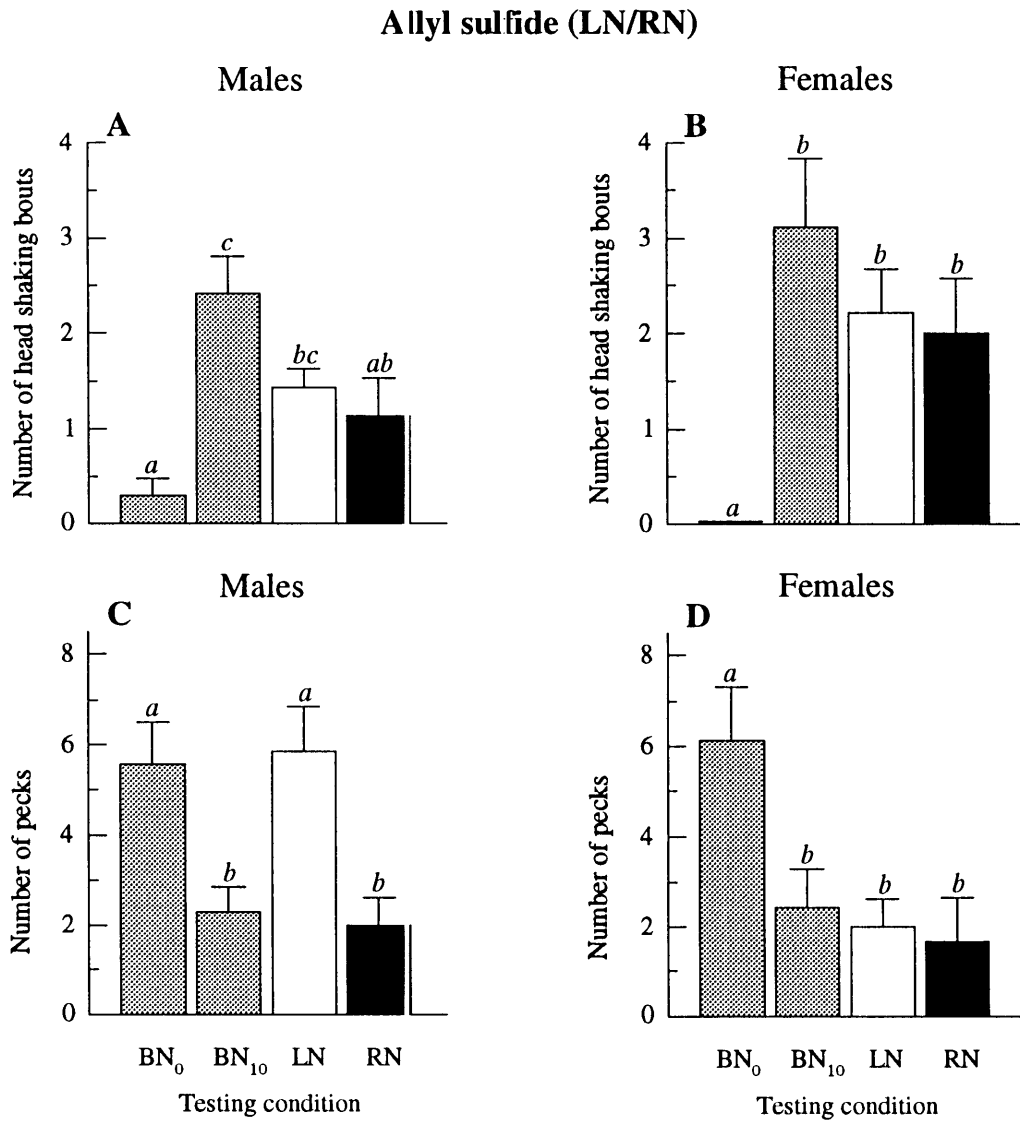 Allyl sulfide (LN/RN)
Males
A
Number of head shaking bouts
4
3
2
1
0
a
c
bc
ab
Females
B
Number of head shaking bouts
4
3
2
1
0
a
b
b
b
Males
C
Number of pecks
8
6
4
2
0
a
b
a
b
BN₀ BN₁₀ LN RN
Testing condition
Females
D
Number of pecks
8
6
4
2
0
a
b
b
b
BN₀ BN₁₀ LN RN
Testing condition